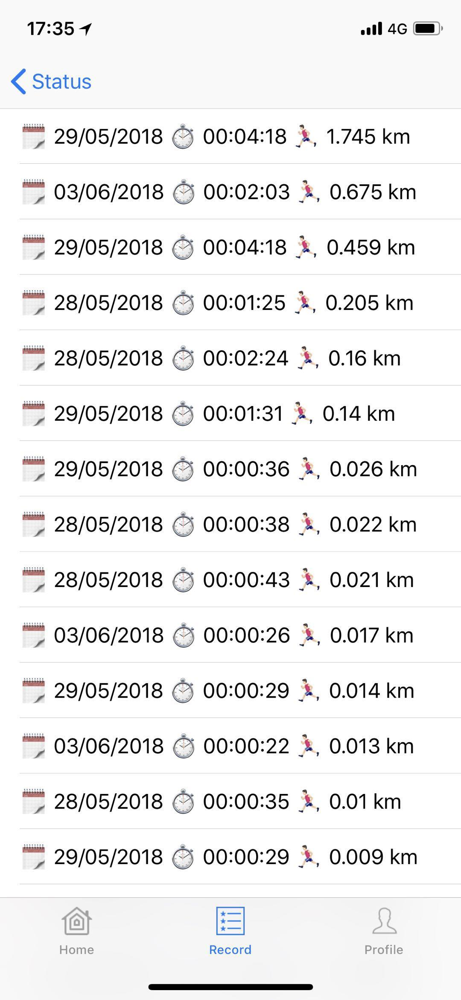 17:35 4G
Status
29/05/2018 00:04:18 1.745 km
03/06/2018 00:02:03 0.675 km
29/05/2018 00:04:18 0.459 km
28/05/2018 00:01:25 0.205 km
28/05/2018 00:02:24 0.16 km
29/05/2018 00:01:31 0.14 km
29/05/2018 00:00:36 0.026 km
28/05/2018 00:00:38 0.022 km
28/05/2018 00:00:43 0.021 km
03/06/2018 00:00:26 0.017 km
29/05/2018 00:00:29 0.014 km
03/06/2018 00:00:22 0.013 km
28/05/2018 00:00:35 0.01 km
29/05/2018 00:00:29 0.009 km
Home Record Profile